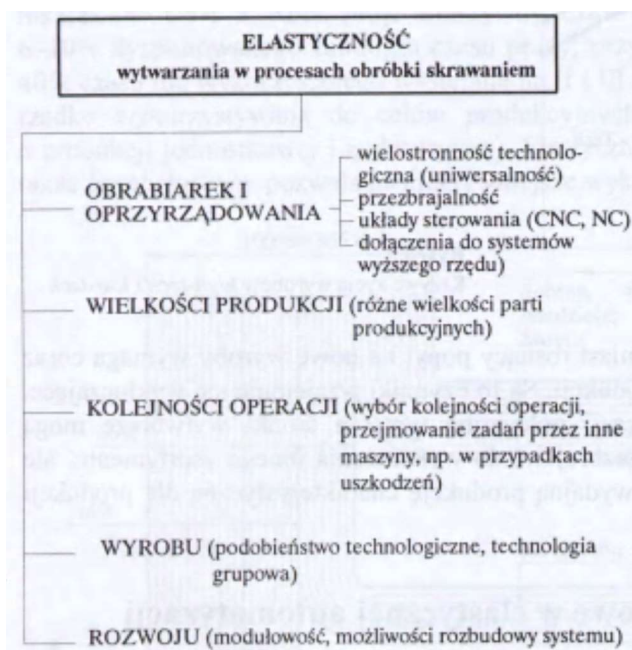 ELASTYCZNOŚĆ
wytwarzania w procesach obróbki skrawaniem
OBRABIAREK I
OPRZYRZĄDOWANIA
wielostronność technolo-
giczna (uniwersalność)
przezbrajalność
układy sterowania (CNC, NC)
dołączenia do systemów
wyższego rzędu)
WIELKOŚCI PRODUKCJI (różne wielkości parti
produkcyjnych)
KOLEJNOŚCI OPERACJI (wybór kolejności operacji,
przejmowanie zadań przez inne
maszyny, np. w przypadkach
uszkodzeń)
WYROBU (podobieństwo technologiczne, technologia
grupowa)
ROZWOJU (modułowość, możliwości rozbudowy systemu)